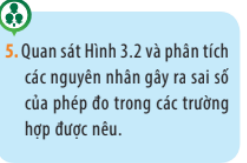 5. Quan sát Hình 3.2 và phân tích
các nguyên nhân gây ra sai số
của phép đo trong các trường
hợp được nêu.